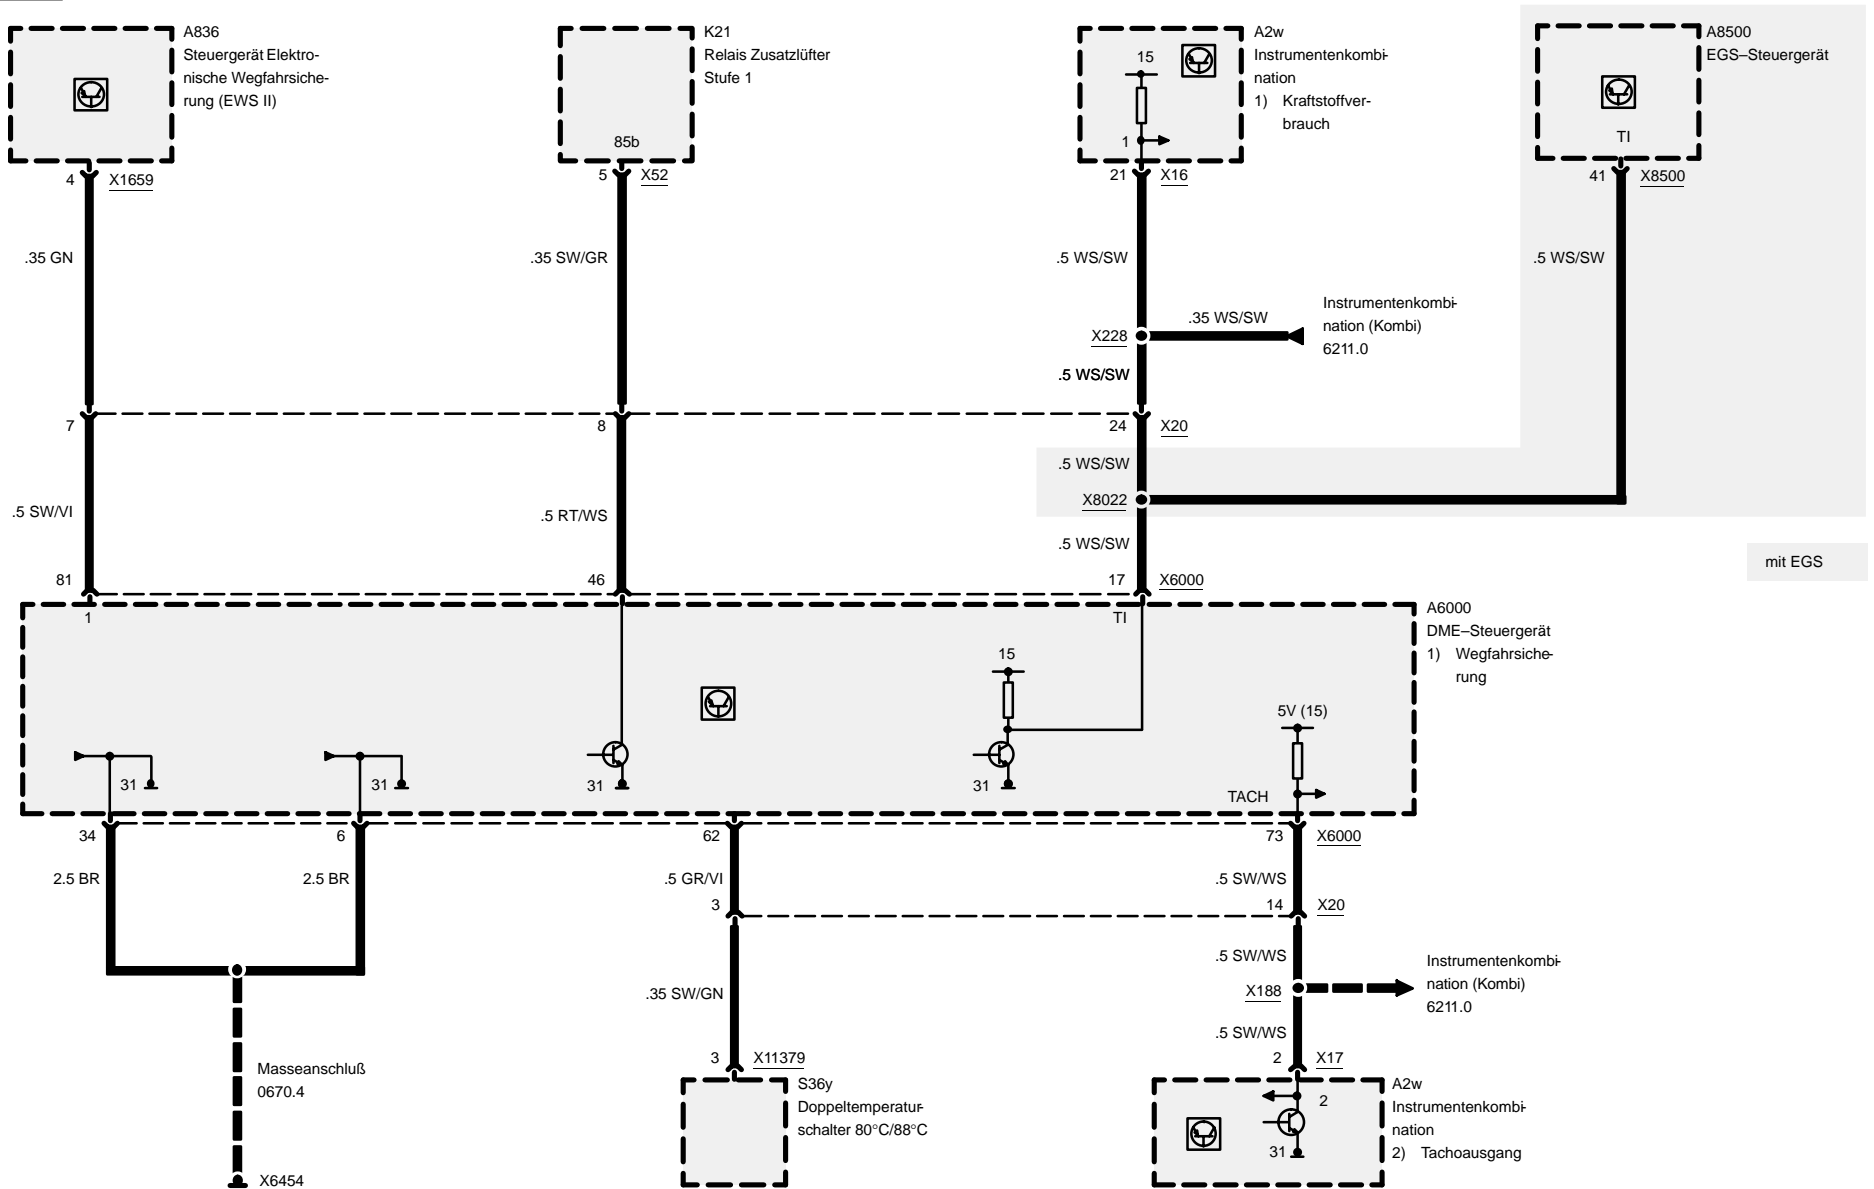 A836
Steuergerät Elektro-
nische Wegfahrsiche-
rung (EWS II)
K21
Relais Zusatzlüfter
Stufe 1
85b
A2w
Instrumentenkombi-
nation
1) Kraftstoffver-
brauch
15
1
A8500
EGS–Steuergerät
TI
4 X1659
5 X52
21 X16
41 X8500
.35 GN
.35 SW/GR
.5 WS/SW
.5 WS/SW
Instrumentenkombi-
nation (Kombi)
6211.0
.35 WS/SW
X228
.5 WS/SW
7
8
24 X20
.5 WS/SW
X8022
.5 SW/VI
.5 RT/WS
.5 WS/SW
mit EGS
81
46
17 X6000
1
TI
A6000
DME–Steuergerät
1) Wegfahrsiche-
rung
15
5V (15)
31
31
31
31
TACH
34
6
62
73 X6000
2.5 BR
2.5 BR
.5 GR/VI
.5 SW/WS
3
14 X20
.5 SW/WS
Instrumentenkombi-
nation (Kombi)
6211.0
.35 SW/GN
X188
.5 SW/WS
Masseanschluß
0670.4
3 X11379
2 X17
S36y
Doppeltemperatur-
schalter 80°C/88°C
A2w
Instrumentenkombi-
nation
2) Tachoausgang
2
31
X6454